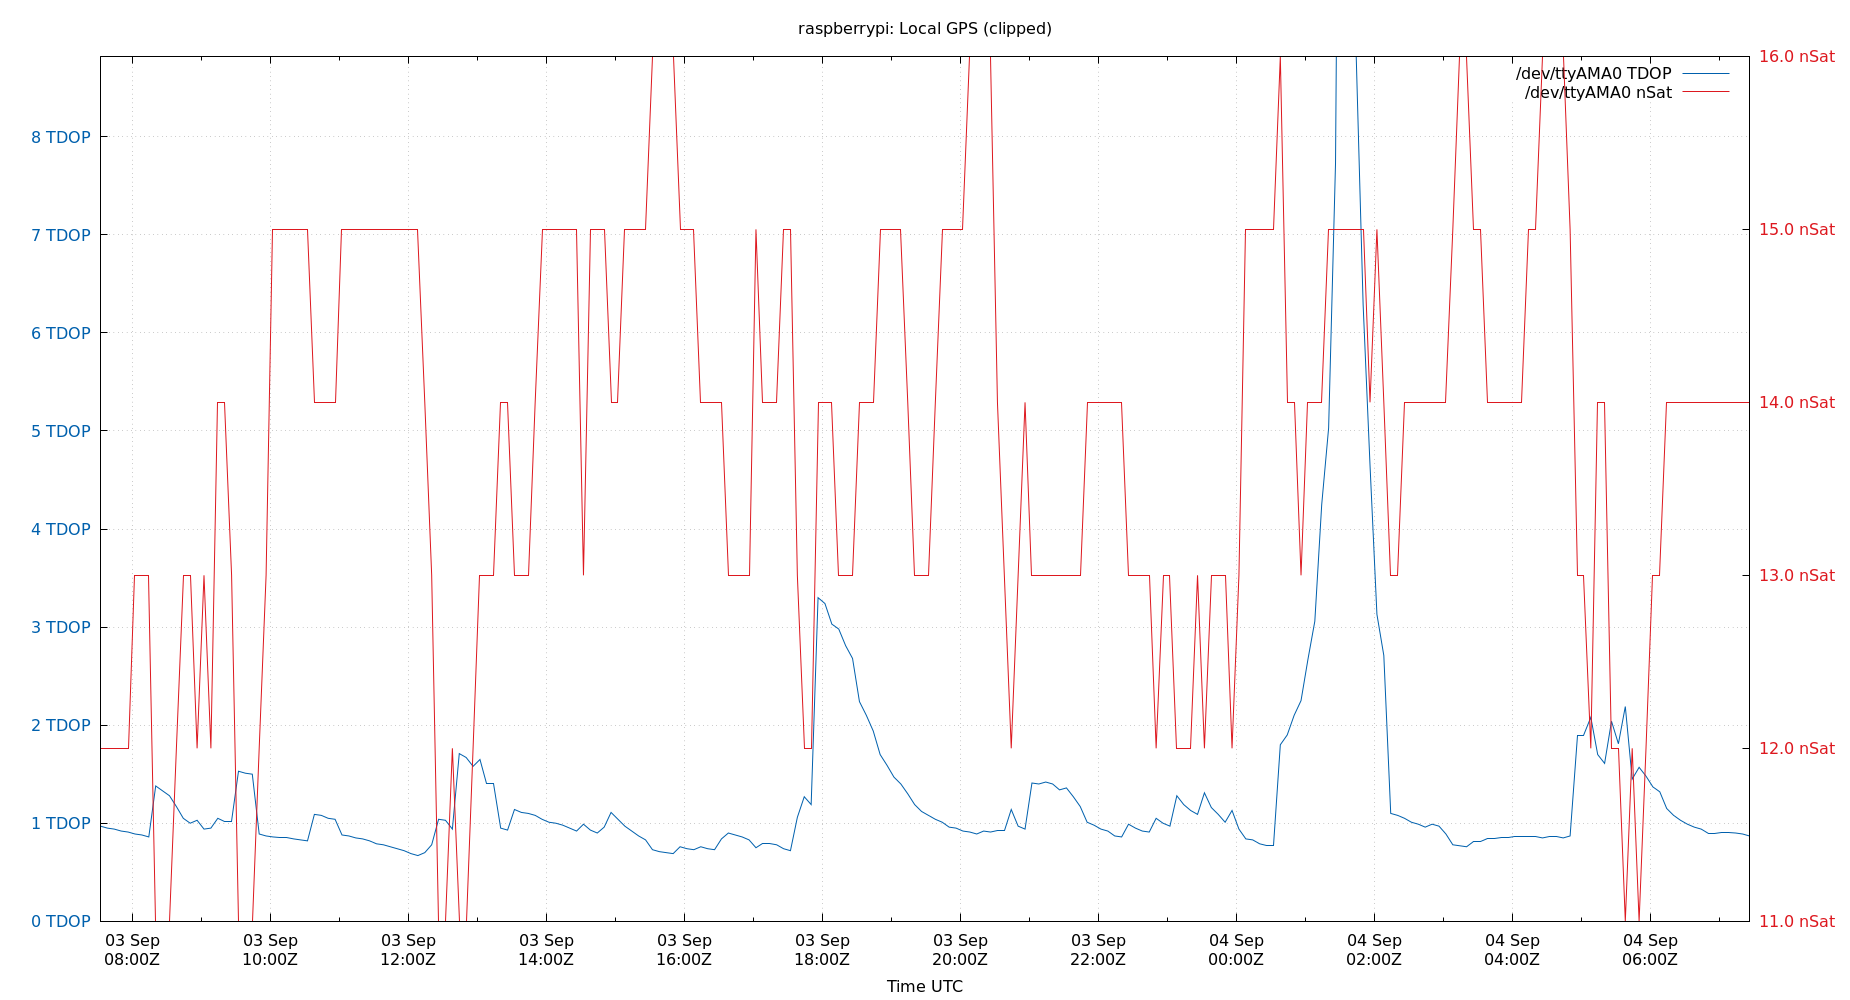 raspberrypi: Local GPS (clipped)
/dev/ttyAMA0 TDOP
/dev/ttyAMA0 nSat
8 TDOP
7 TDOP
6 TDOP
5 TDOP
4 TDOP
3 TDOP
2 TDOP
1 TDOP
0 TDOP
16.0 nSat
15.0 nSat
14.0 nSat
13.0 nSat
12.0 nSat
11.0 nSat
03 Sep 03 Sep 03 Sep 03 Sep 03 Sep 03 Sep 03 Sep 03 Sep 04 Sep 04 Sep 04 Sep 04 Sep
08:00Z 10:00Z 12:00Z 14:00Z 16:00Z 18:00Z 20:00Z 22:00Z 00:00Z 02:00Z 04:00Z 06:00Z
Time UTC